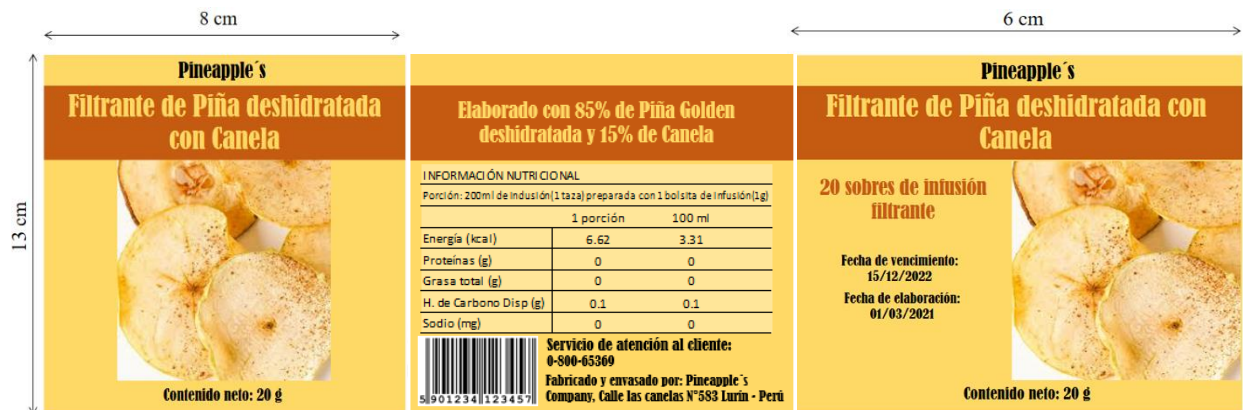 8 cm
6 cm
13 cm
Pineapple´s
Filtrante de Piña deshidratada
con Canela
Contenido neto: 20 g
Elaborado con 85% de Piña Golden
deshidratada y 15% de Canela
INFORMACIÓN NUTRICIONAL
Porción: 200ml de indusión(1 taza) preparada con 1 bolsita de infusión(1g)
1 porción 100 ml
Energía (kcal) 6.62 3.31
Proteínas (g) 0 0
Grasa total (g) 0 0
H. de Carbono Disp (g) 0.1 0.1
Sodio (mg) 0 0
5 901234 123457
Servicio de atención al cliente:
0-800-65369
Fabricado y envasado por: Pineapple´s
Company, Calle las canelas N°583 Lurín - Perú
Pineapple´s
Filtrante de Piña deshidratada con
Canela
20 sobres de infusión
filtrante
Fecha de vencimiento:
15/12/2022
Fecha de elaboración:
01/03/2021
Contenido neto: 20 g